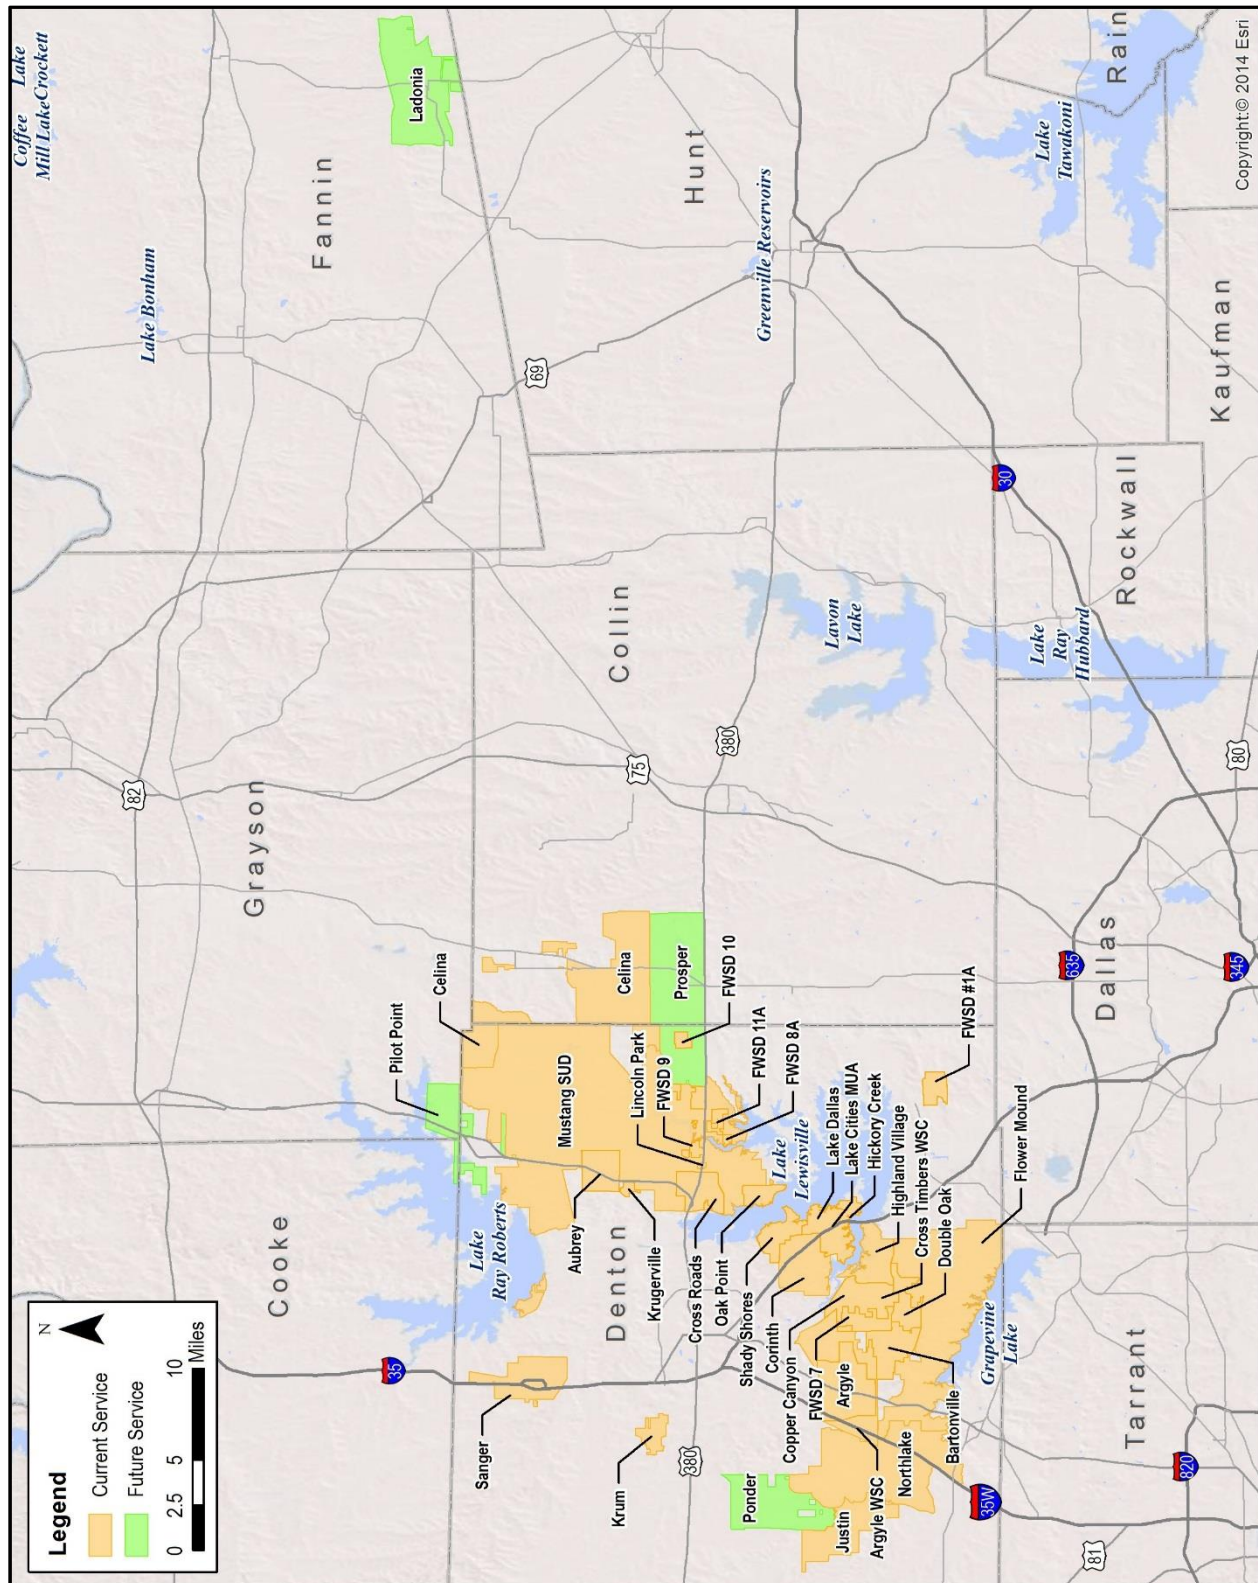 Legend
Current Service
Future Service
0 2.5 5 10
Miles
N
Coffee Lake
Mill Lake Crockett
Lake Bonham
Fannin
Ladonia
82
Grayson
Cooke
35
Pilot Point
Celina
Lake
Ray Roberts
Sanger
Mustang SUD
Celina
Aubrey
Krugerville
Krum
Denton
Lincoln Park
FWSD 9
Prosper
FWSD 10
75
Collin
69
Hunt
380
380
Cross Roads
Oak Point
FWSD 11A
FWSD 8A
Ponder
Shady Shores
Lake
Lewisville
Lake Dallas
Lake Cities MUA
Hickory Creek
Corinth
Copper Canyon
FWSD 7
Argyle
Justin
Argyle WSC
Northlake
Highland Village
Cross Timbers WSC
Double Oak
Bartonville
Flower Mound
FWSD #1A
Lavon
Lake
Greenville Reservoirs
Grapevine
Lake
35W
30
Lake
Ray
Hubbard
Lake
Tawakoni
Rain
Rockwall
Dallas
635
Tarrant
820
81
345
80
Kaufman
Copyright:© 2014 Esri